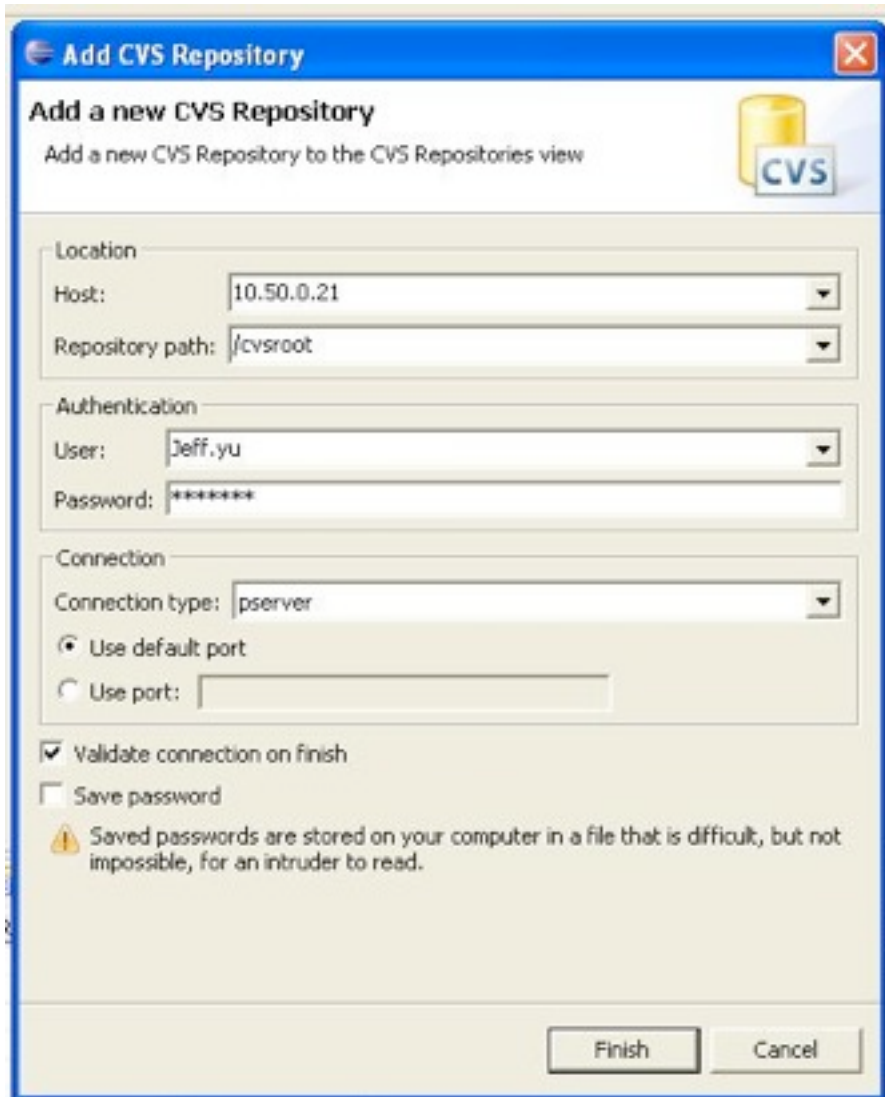 Add CVS Repository
Add a new CVS Repository
Add a new CVS Repository to the CVS Repositories view
CVS
Location
Host: 10.50.0.21
Repository path: /cvsroot
Authentication
User: Jeff.yu
Password: *******
Connection
Connection type: pserver
Use default port
Use port:
Validate connection on finish
Save password
Saved passwords are stored on your computer in a file that is difficult, but not
impossible, for an intruder to read.
Finish Cancel